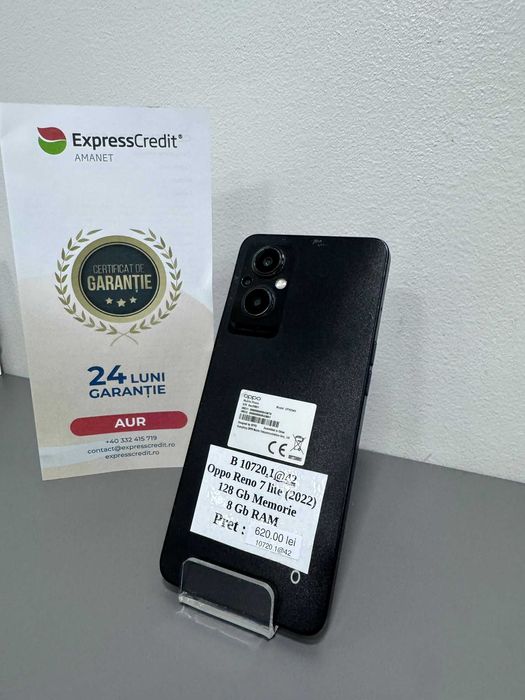 ExpressCredit®
AMANET
CERTIFICAT DE
GARANȚIE
24 LUNI
GARANȚIE
AUR
+40 332 415 719
contact@expresscredit.ro
expresscredit.ro
oppo
CE
B 10720,1@42
Oppo Reno 7 lite (2022)
128 Gb Memorie
8 Gb RAM
Pret : 620.00 lei
10720.1@42